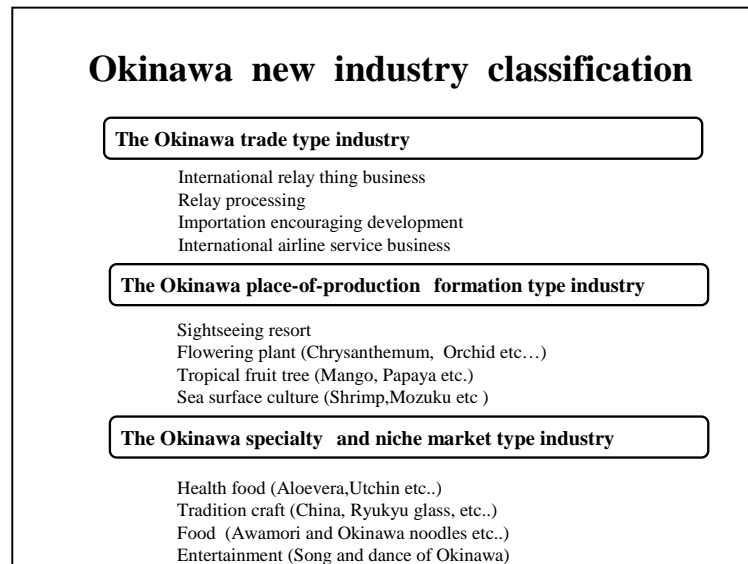 Okinawa new industry classification
The Okinawa trade type industry
International relay thing business
Relay processing
Importation encouraging development
International airline service business
The Okinawa place-of-production formation type industry
Sightseeing resort
Flowering plant (Chrysanthemum, Orchid etc…)
Tropical fruit tree (Mango, Papaya etc.)
Sea surface culture (Shrimp,Mozuku etc )
The Okinawa specialty and niche market type industry
Health food (Aloevera,Utchin etc..)
Tradition craft (China, Ryukyu glass, etc..)
Food (Awamori and Okinawa noodles etc..)
Entertainment (Song and dance of Okinawa)